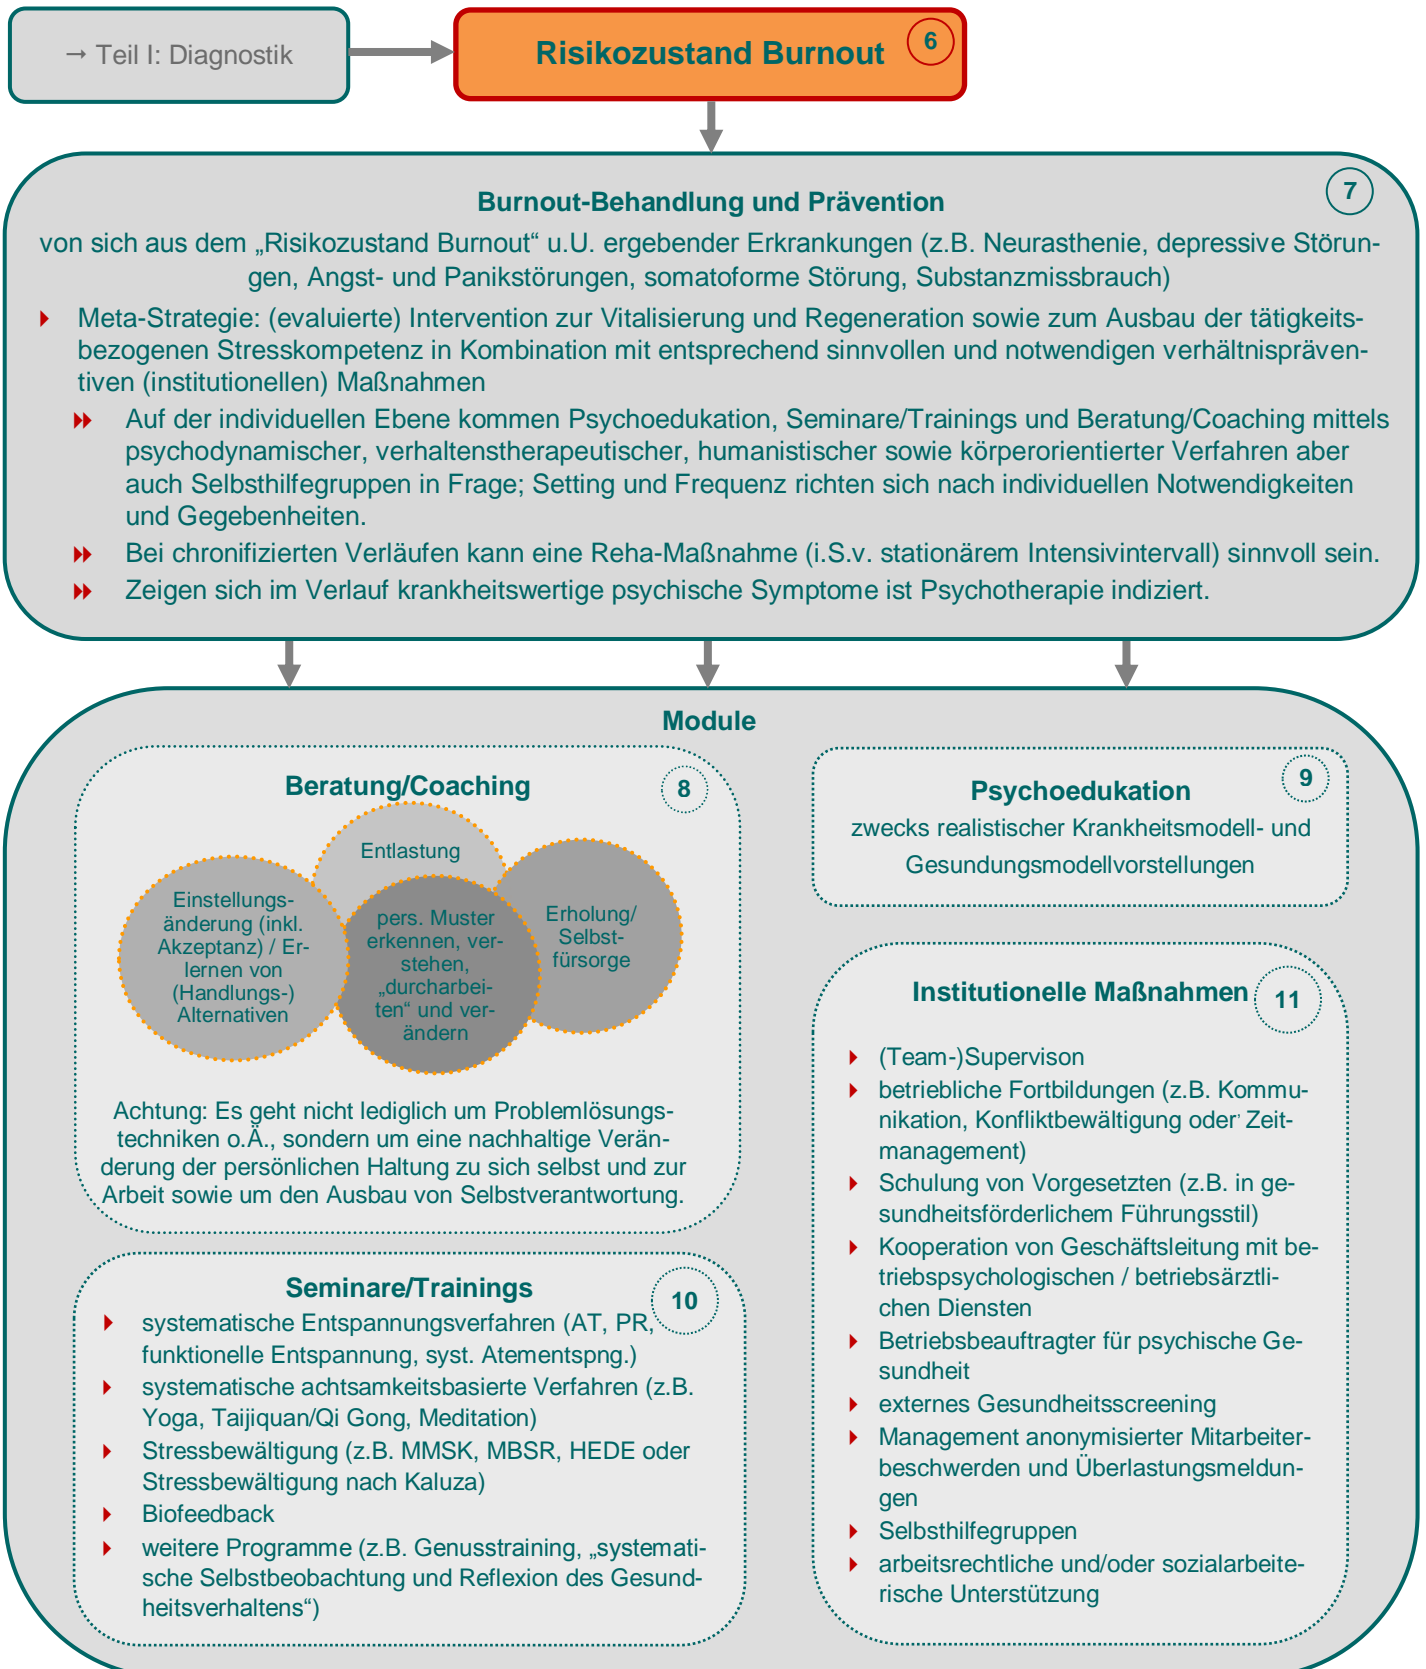 → Teil I: Diagnostik
Risikozustand Burnout
6
Burnout-Behandlung und Prävention
7
von sich aus dem „Risikozustand Burnout“ u.U. ergebender Erkrankungen (z.B. Neurasthenie, depressive Störun-
gen, Angst- und Panikstörungen, somatoforme Störung, Substanzmissbrauch)
Meta-Strategie: (evaluierte) Intervention zur Vitalisierung und Regeneration sowie zum Ausbau der tätigkeits-
bezogenen Stresskompetenz in Kombination mit entsprechend sinnvollen und notwendigen verhältnispräven-
tiven (institutionellen) Maßnahmen
Auf der individuellen Ebene kommen Psychoedukation, Seminare/Trainings und Beratung/Coaching mittels
psychodynamischer, verhaltenstherapeutischer, humanistischer sowie körperorientierter Verfahren aber
auch Selbsthilfegruppen in Frage; Setting und Frequenz richten sich nach individuellen Notwendigkeiten
und Gegebenheiten.
Bei chronifizierten Verläufen kann eine Reha-Maßnahme (i.S.v. stationärem Intensivintervall) sinnvoll sein.
Zeigen sich im Verlauf krankheitswertige psychische Symptome ist Psychotherapie indiziert.
Module
Beratung/Coaching
8
Entlastung
Einstellungs-
änderung (inkl.
Akzeptanz) / Er-
lernen von
(Handlungs-)
Alternativen
pers. Muster
erkennen, ver-
stehen,
„durcharbei-
ten“ und ver-
ändern
Erholung/
Selbst-
fürsorge
Achtung: Es geht nicht lediglich um Problemlösungs-
techniken o.Ä., sondern um eine nachhaltige Verän-
derung der persönlichen Haltung zu sich selbst und zur
Arbeit sowie um den Ausbau von Selbstverantwortung.
Psychoedukation
9
zwecks realistischer Krankheitsmodell- und
Gesundungsmodellvorstellungen
Seminare/Trainings
10
systematische Entspannungsverfahren (AT, PR,
funktionelle Entspannung, syst. Atementspng.)
systematische achtsamkeitsbasierte Verfahren (z.B.
Yoga, Taijiquan/Qi Gong, Meditation)
Stressbewältigung (z.B. MMSK, MBSR, HEDE oder
Stressbewältigung nach Kaluza)
Biofeedback
weitere Programme (z.B. Genusstraining, „systemati-
sche Selbstbeobachtung und Reflexion des Gesund-
heitsverhaltens“)
Institutionelle Maßnahmen
11
(Team-)Supervison
betriebliche Fortbildungen (z.B. Kommu-
nikation, Konfliktbewältigung oder Zeit-
management)
Schulung von Vorgesetzten (z.B. in ge-
sundheitsförderlichem Führungsstil)
Kooperation von Geschäftsleitung mit be-
triebspsychologischen / betriebsärztli-
chen Diensten
Betriebsbeauftragter für psychische Ge-
sundheit
externes Gesundheitsscreening
Management anonymisierter Mitarbeiter-
beschwerden und Überlastungsmeldun-
gen
Selbsthilfegruppen
arbeitsrechtliche und/oder sozialarbeite-
rische Unterstützung